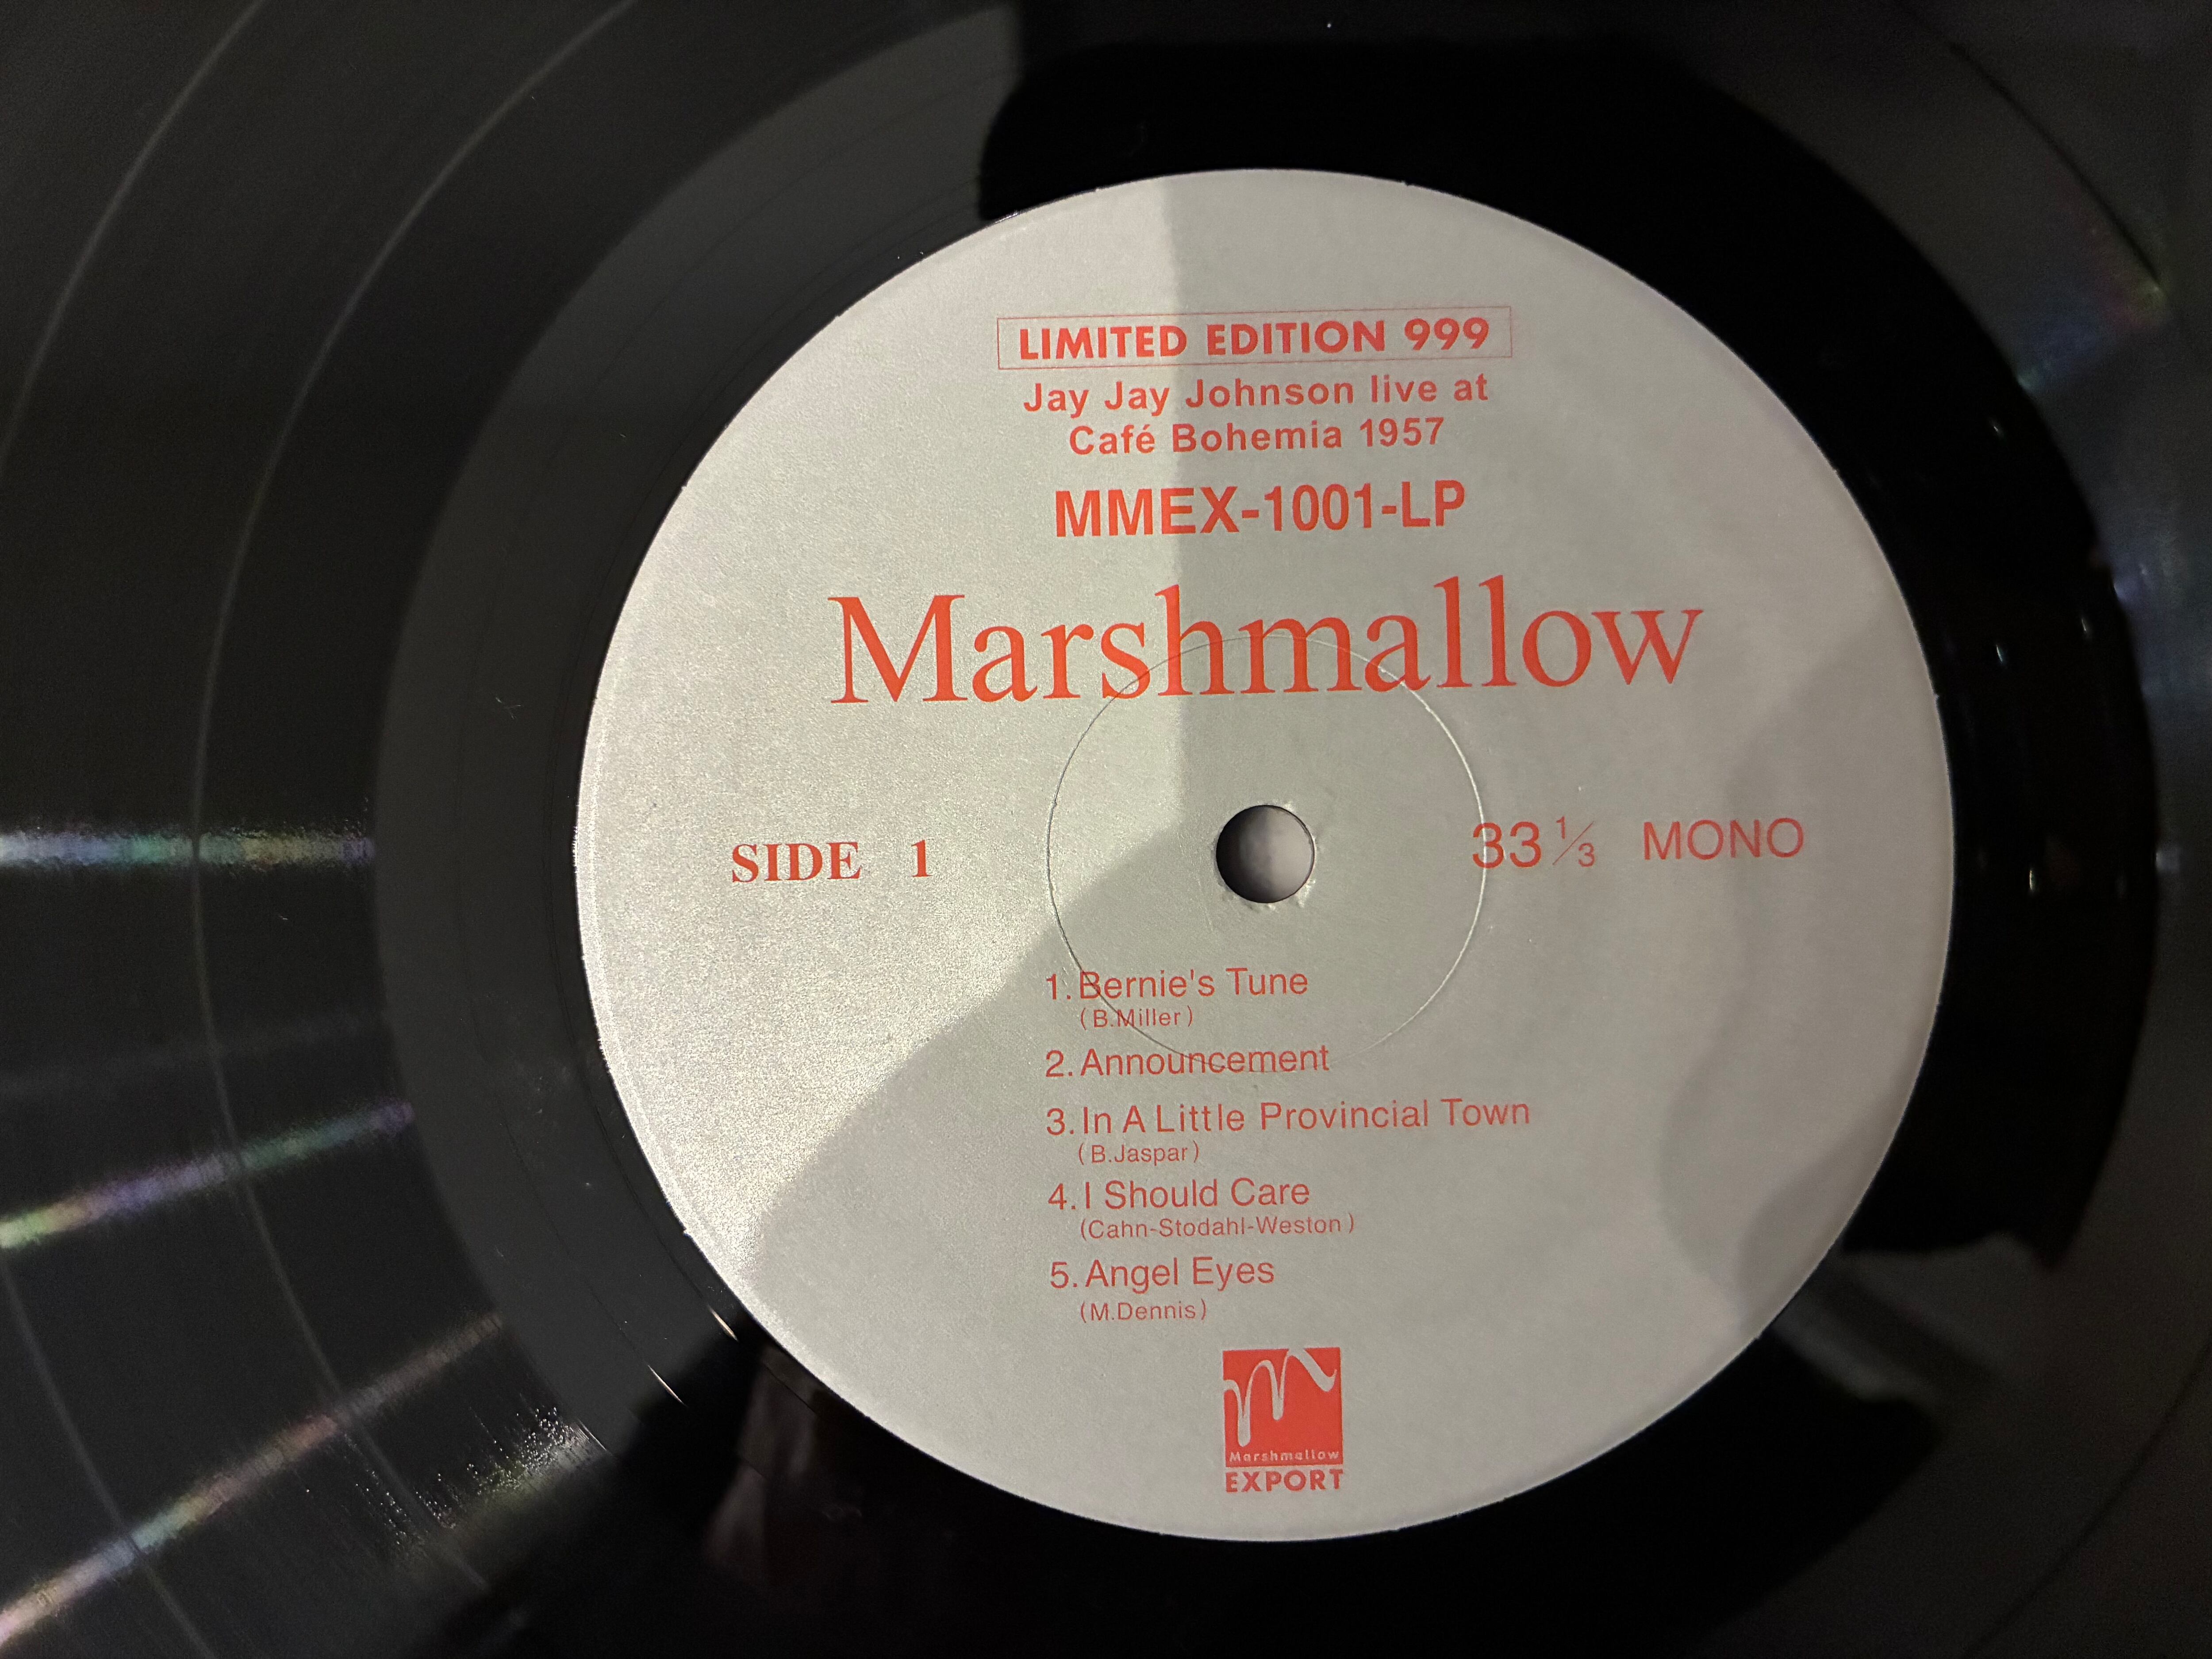 LIMITED EDITION 999
Jay Jay Johnson live at
Café Bohemia 1957
MMEX-1001-LP
Marshmallow
SIDE 1
33 1/3 MONO
1. Bernie's Tune
(B.Miller)
2. Announcement
3. In A Little Provincial Town
(B.Jaspar)
4. I Should Care
(Cahn-Stodahl-Weston)
5. Angel Eyes
(M.Dennis)
Marshmallow
EXPORT